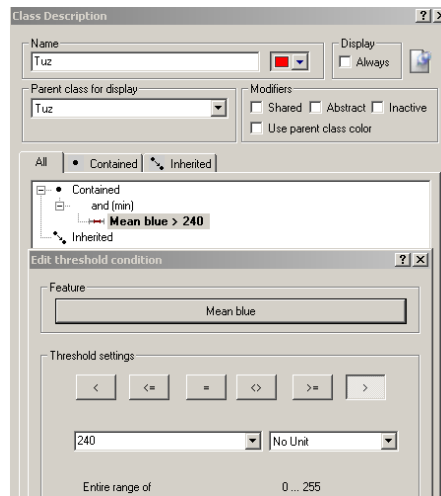 Class Description
Name
Display
Tuz
Always
Parent class for display
Modifiers
Tuz
Shared
Abstract
Inactive
Use parent class color
All
Contained
Inherited
Contained
and (min)
Mean blue > 240
Inherited
Edit threshold condition
Feature
Mean blue
Threshold settings
<
<=
=
<>
>=
>
240
No Unit
Entire range of
0 ... 255